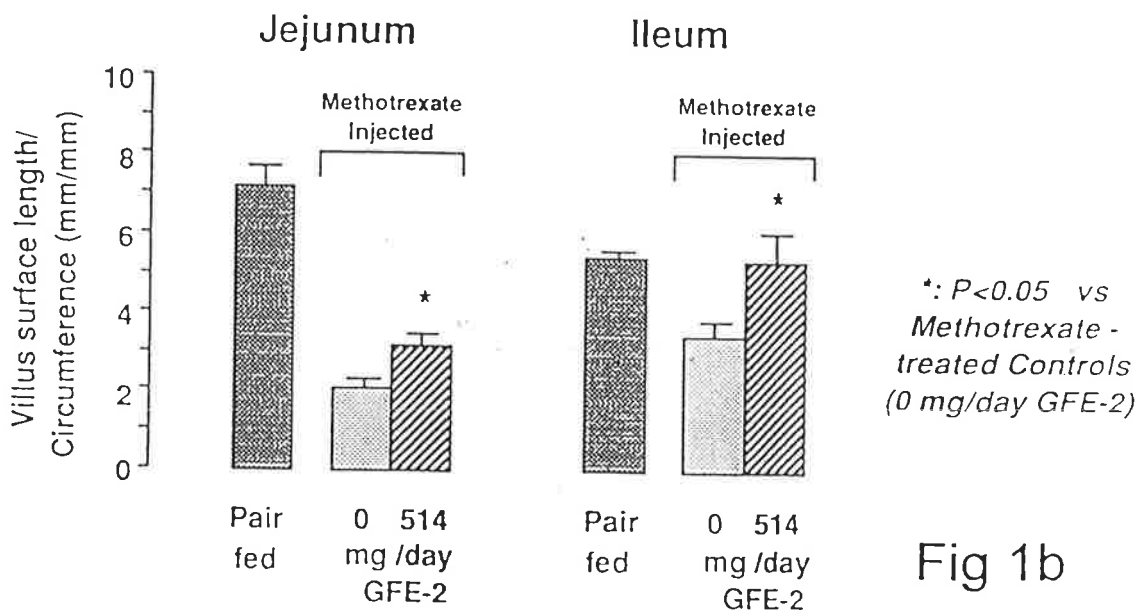 Jejunum
Ileum
Villus surface length/
Circumference (mm/mm)
10
8
6
4
2
0
Methotrexate
Injected
*
Methotrexate
Injected
*
Pair
fed
0 514
mg /day
GFE-2
Pair
fed
0 514
mg /day
GFE-2
*: P<0.05 vs
Methotrexate -
treated Controls
(0 mg/day GFE-2)
Fig 1b